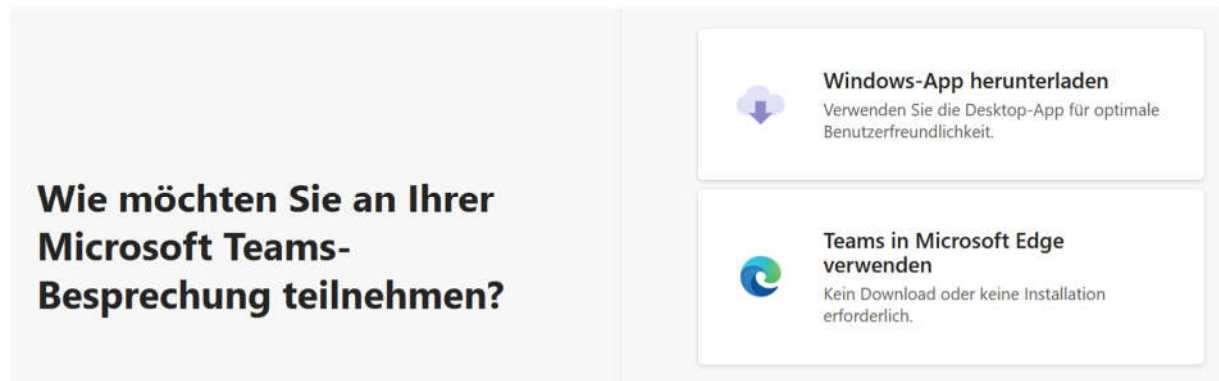 Wie möchten Sie an Ihrer
Microsoft Teams-
Besprechung teilnehmen?
Windows-App herunterladen
Verwenden Sie die Desktop-App für optimale
Benutzerfreundlichkeit.
Teams in Microsoft Edge
verwenden
Kein Download oder keine Installation
erforderlich.